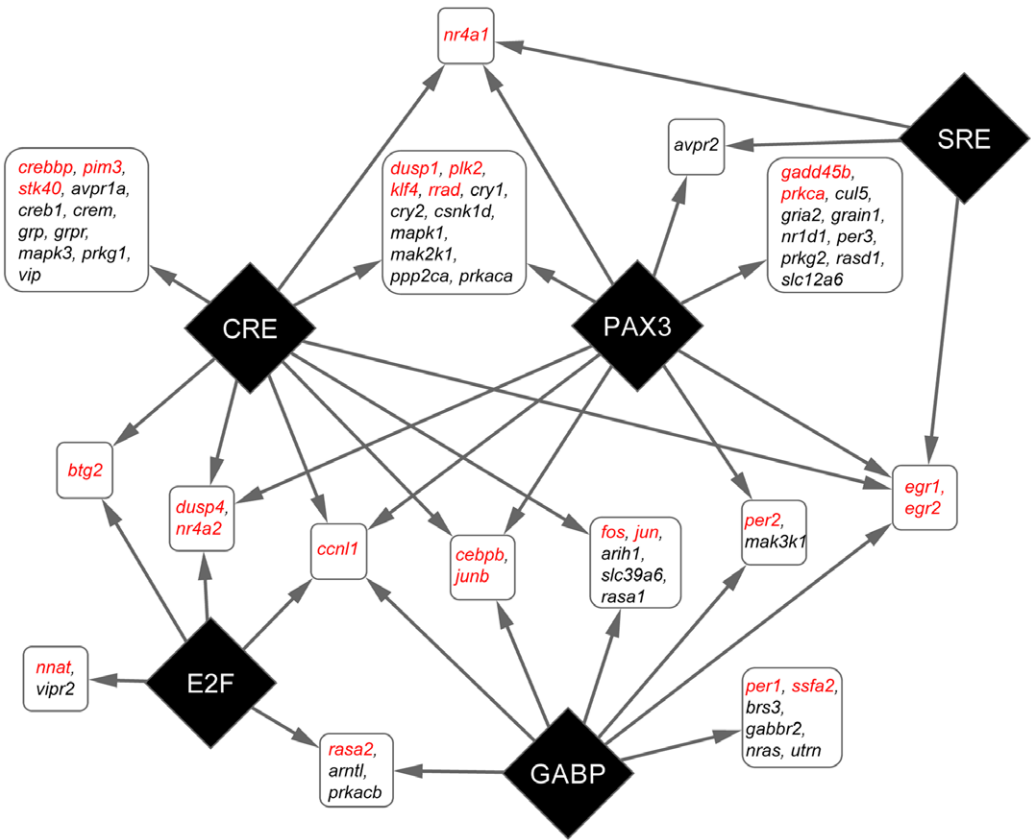 nr4a1
SRE
avpr2
crebbp, pim3,
stk40, avpr1a,
creb1, crem,
grp, grpr,
mapk3, prkg1,
vip
dusp1, plk2,
klf4, rrad, cry1,
cry2, csnk1d,
mapk1,
mak2k1,
ppp2ca, prkaca
gadd45b,
prkca, cul5,
gria2, grain1,
nr1d1, per3,
prkg2, rasd1,
slc12a6
CRE
PAX3
btg2
dusp4,
nr4a2
ccnl1
cebpb,
junb
fos, jun,
arih1,
slc39a6,
rasa1
per2,
mak3k1
egr1,
egr2
nnat,
vipr2
E2F
rasa2,
arntl,
prkacb
GABP
per1, ssfa2,
brs3,
gabbr2,
nras, utrn